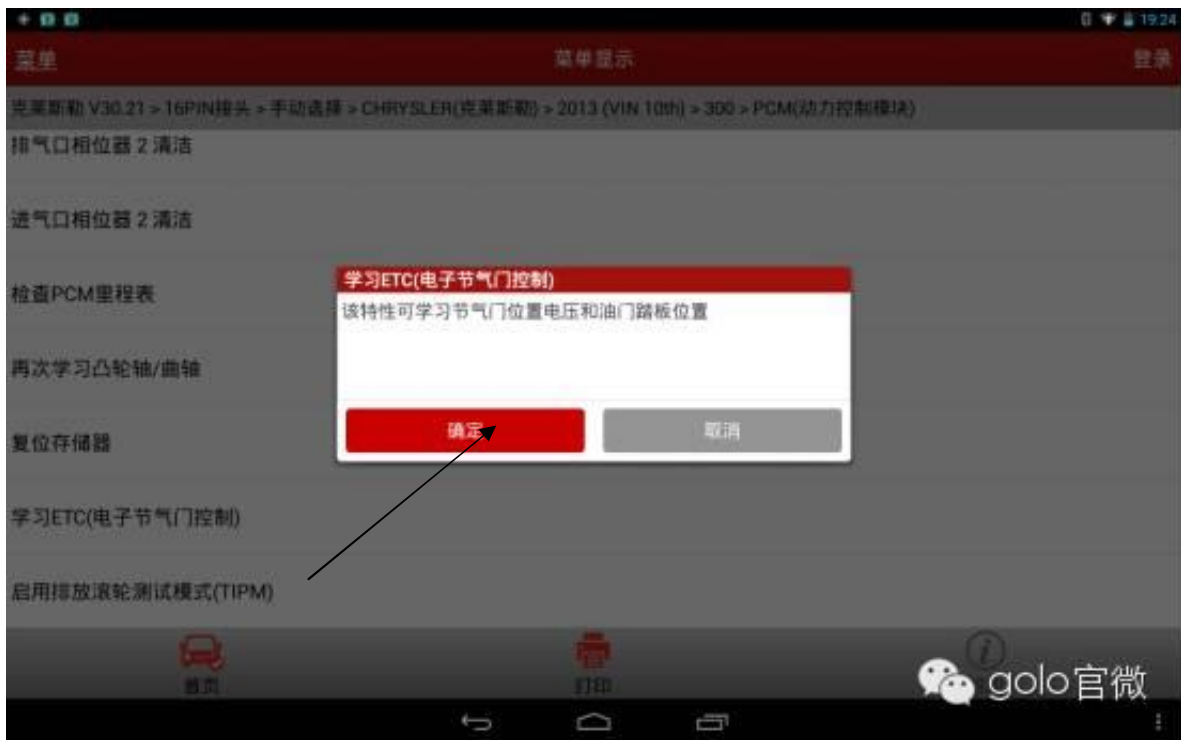 19:24
菜单
菜单显示
登录
克莱斯勒 V30.21 > 16PIN接头 > 手动选择 > CHRYSLER(克莱斯勒) > 2013 (VIN 10th) > 300 > PCM(动力控制模块)
排气口相位器 2 清洁
进气口相位器 2 清洁
检查PCM里程表
再次学习凸轮轴/曲轴
复位存储器
学习ETC(电子节气门控制)
启用排放滚轮测试模式(TIPM)
学习ETC(电子节气门控制)
该特性可学习节气门位置电压和油门踏板位置
确定
取消
首页
打印
golo官微